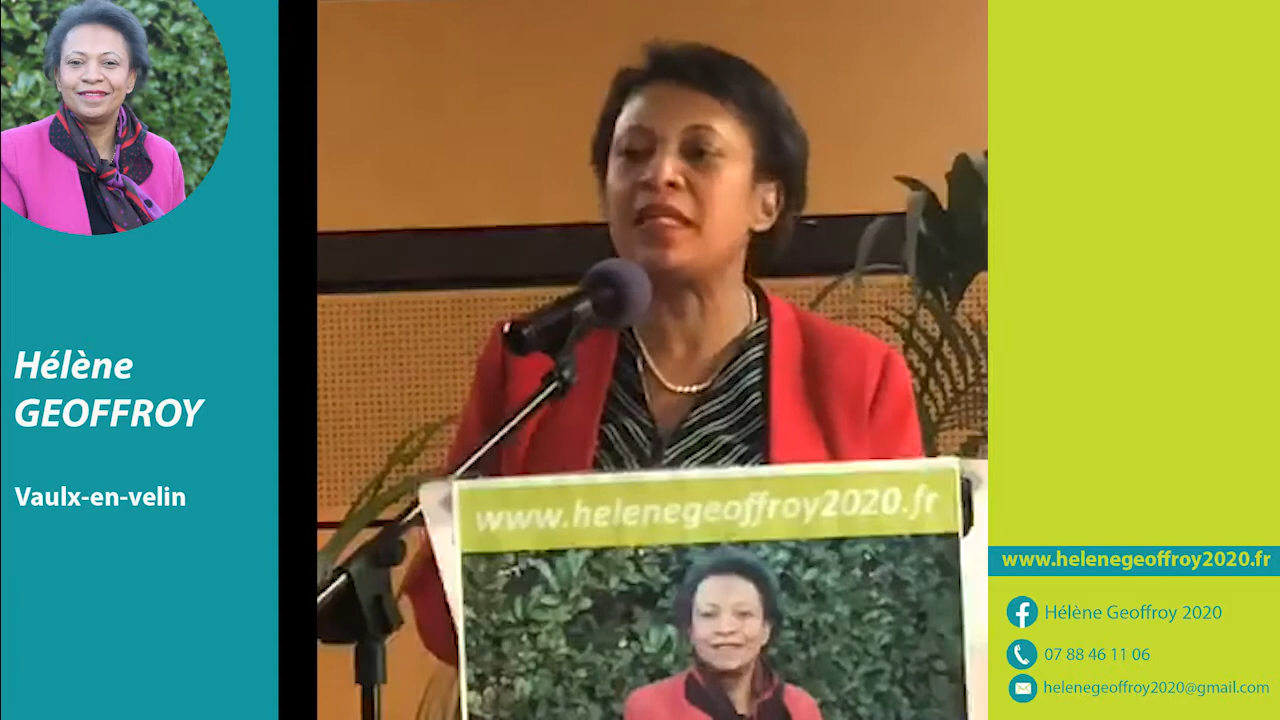 Hélène
GEOFFROY
Vaulx-en-velin
www.helenegeoffroy2020.fr
www.helenegeoffroy2020.fr
Hélène Geoffroy 2020
07 88 46 11 06
helenegeoffroy2020@gmail.com